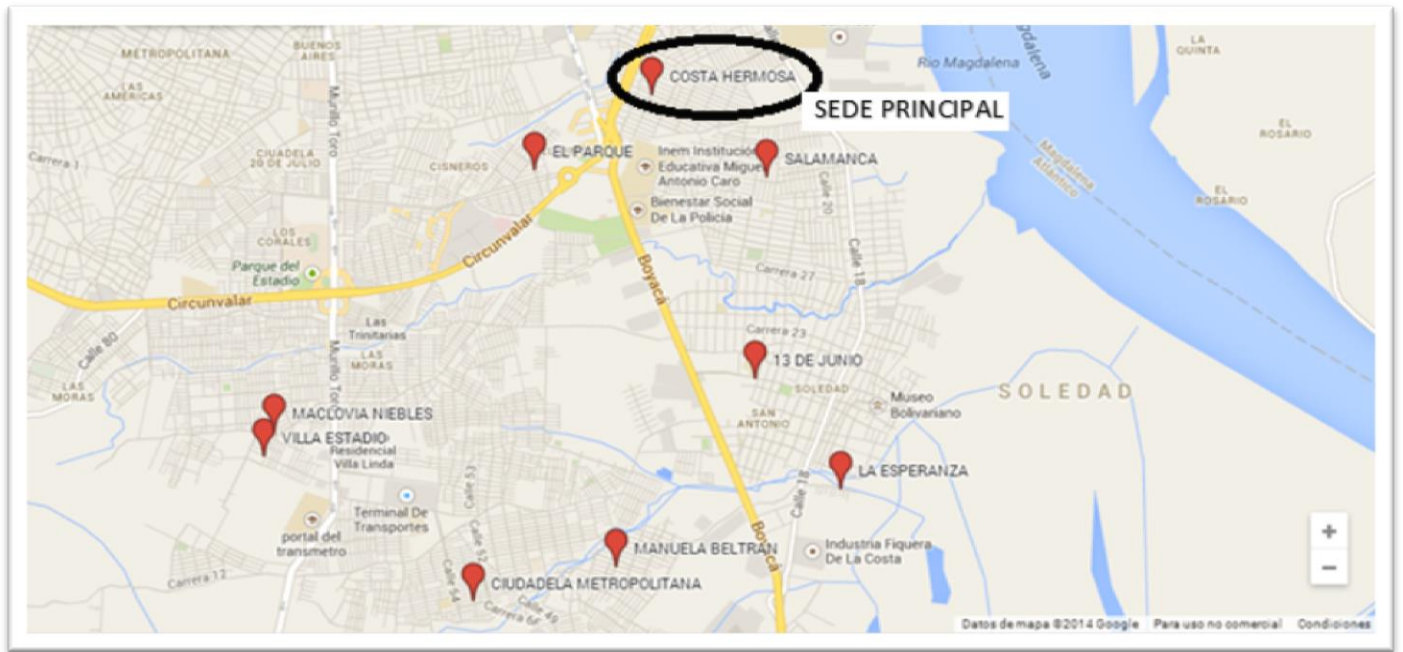 METROPOLITANA
BUENOS
AIRES
LAS
AMERICAS
Murillo Toro
Carrera 1
CIUADELA
20 DE JULIO
CISNEROS
EL PARQUE
COSTA HERMOSA
SEDE PRINCIPAL
Inem Institución
Educativa Miguel
Antonio Caro
SALAMANCA
Bienestar Social
De La Policia
Calle 20
Rio Magdalena
Magdalena
Atlántico
LA
QUINTA
EL
ROSARIO
EL
ROSARIO
LOS
CORALES
Parque del
Estadio
Circunvalar
Circunvalar
Boyacá
Calle 18
Carrera 27
Las
Trinitarias
LAS
MORAS
Murillo Toro
Calle 80
LAS
MORAS
Carrera 23
13 DE JUNIO
SOLEDAD
SAN
ANTONIO
Museo
Bolivariano
SOLEDAD
MACLOVIA NIEBLES
VILLA ESTADIO
Residencial
Villa Linda
LA ESPERANZA
Calle 53
Calle 18
Terminal De
Transportes
portal del
transmetro
Calle 52
Calle 54
MANUELA BELTRAN
Boyacá
Industria Fiquera
De La Costa
CIUDADELA METROPOLITANA
Carrera 12
Calle 49
+
−
Datos de mapa ©2014 Google
Para uso no comercial
Condiciones